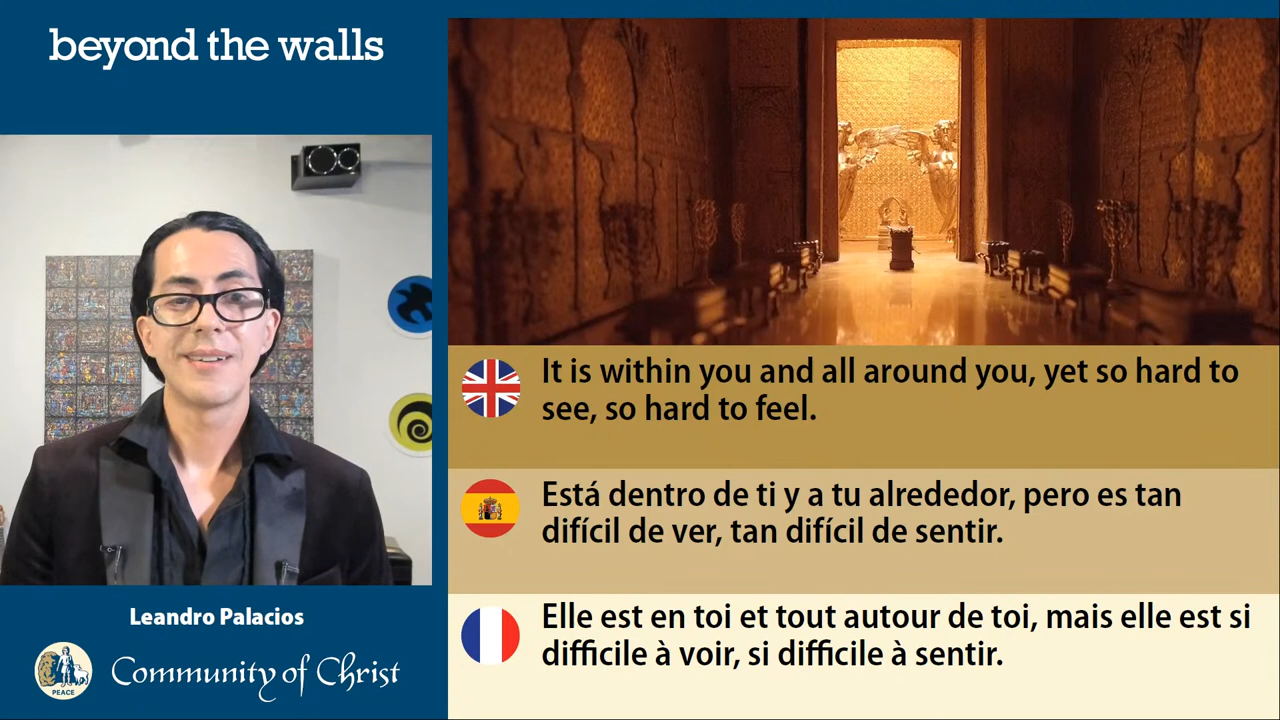 beyond the walls
It is within you and all around you, yet so hard to
see, so hard to feel.
Está dentro de ti y a tu alrededor, pero es tan
difícil de ver, tan difícil de sentir.
Elle est en toi et tout autour de toi, mais elle est si
difficile à voir, si difficile à sentir.
Leandro Palacios
PEACE
Community of Christ